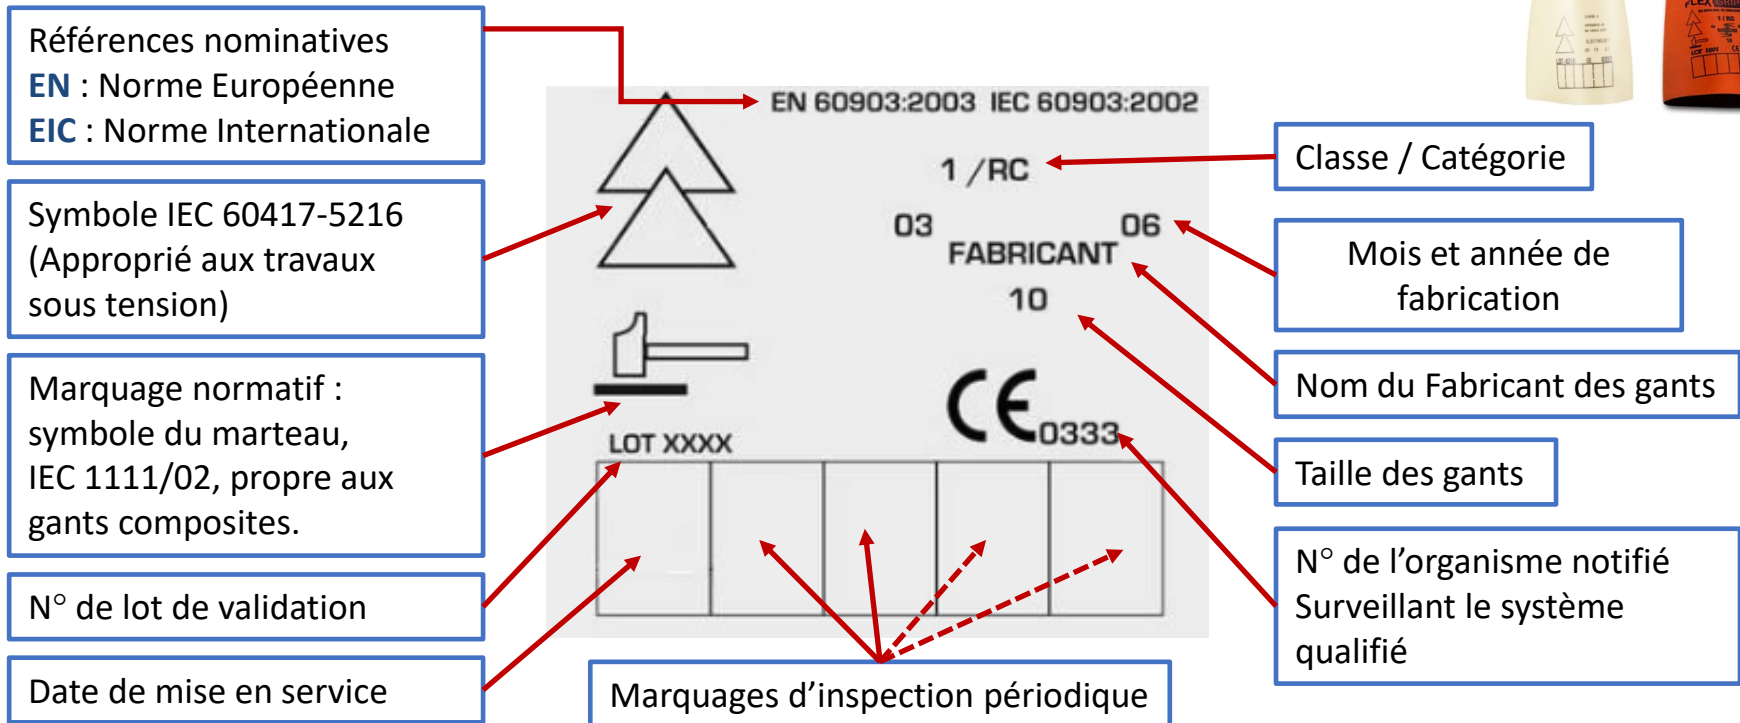 Références nominatives
EN : Norme Européenne
EIC : Norme Internationale
Symbole IEC 60417-5216
(Approprié aux travaux
sous tension)
Marquage normatif :
symbole du marteau,
IEC 1111/02, propre aux
gants composites.
N° de lot de validation
Date de mise en service
EN 60903:2003 IEC 60903:2002
1 /RC
03 06
FABRICANT
10
CE 0333
LOT XXXX
Marquages d’inspection périodique
Classe / Catégorie
Mois et année de
fabrication
Nom du Fabricant des gants
Taille des gants
N° de l’organisme notifié
Surveillant le système
qualifié